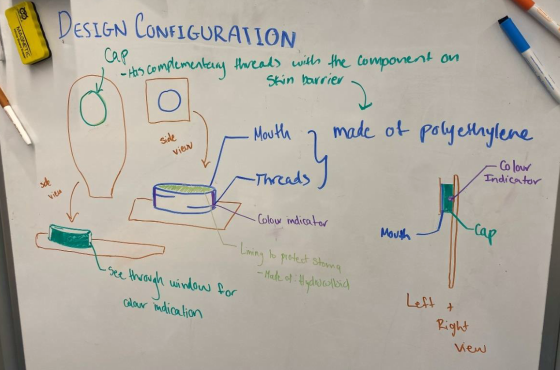 DESIGN CONFIGURATION
Cap
- Has complementary threads with the component on
skin barrier
made of polyethylene
Mouth
Threads
side
view
side
view
Colour indicator
Lining to protect stoma
- Made of: Hydrocolloid
See through window for
colour indication
Colour
Indicator
Mouth
Cap
Left +
Right
View